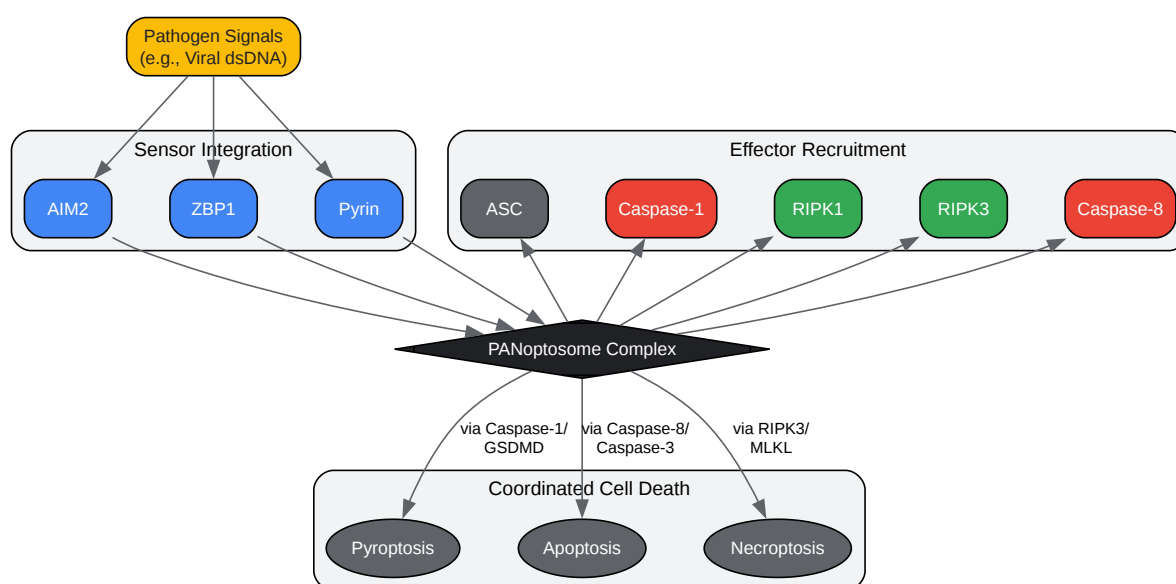 Pathogen Signals
(e.g., Viral dsDNA)
Sensor Integration
Effector Recruitment
AIM2
ZBP1
Pyrin
ASC
Caspase-1
RIPK1
RIPK3
Caspase-8
PANoptosome Complex
via Caspase-1/
GSDMD
via Caspase-8/
Caspase-3
via RIPK3/
MLKL
Coordinated Cell Death
Pyroptosis
Apoptosis
Necroptosis